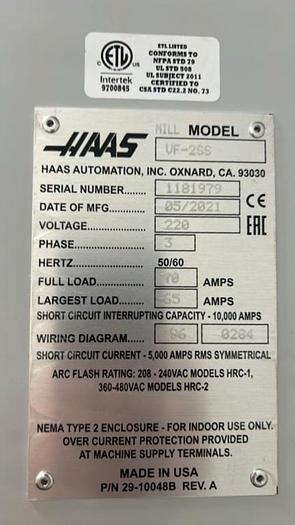 ETL LISTED
CONFORMS TO
NFPA STD 79
UL STD 508
UL SUBJECT 2011
CERTIFIED TO
CSA STD C22.2 NO. 73
ETL
C US
Intertek
9700845
HAAS MILL MODEL
VF-2SS
HAAS AUTOMATION, INC. OXNARD, CA. 93030
SERIAL NUMBER....... 1181979
DATE OF MFG........... 05/2021
VOLTAGE.................. 220
PHASE...................... 3
HERTZ 50/60
FULL LOAD.............. 70 AMPS
LARGEST LOAD........ 65 AMPS
SHORT CIRCUIT INTERRUPTING CAPACITY - 10,000 AMPS
WIRING DIAGRAM..... 96 0284
SHORT CIRCUIT CURRENT - 5,000 AMPS RMS SYMMETRICAL
ARC FLASH RATING: 208 - 240VAC MODELS HRC-1,
360-480VAC MODELS HRC-2
NEMA TYPE 2 ENCLOSURE - FOR INDOOR USE ONLY.
OVER CURRENT PROTECTION PROVIDED
AT MACHINE SUPPLY TERMINALS.
MADE IN USA
P/N 29-10048B REV. A
CE
EAC